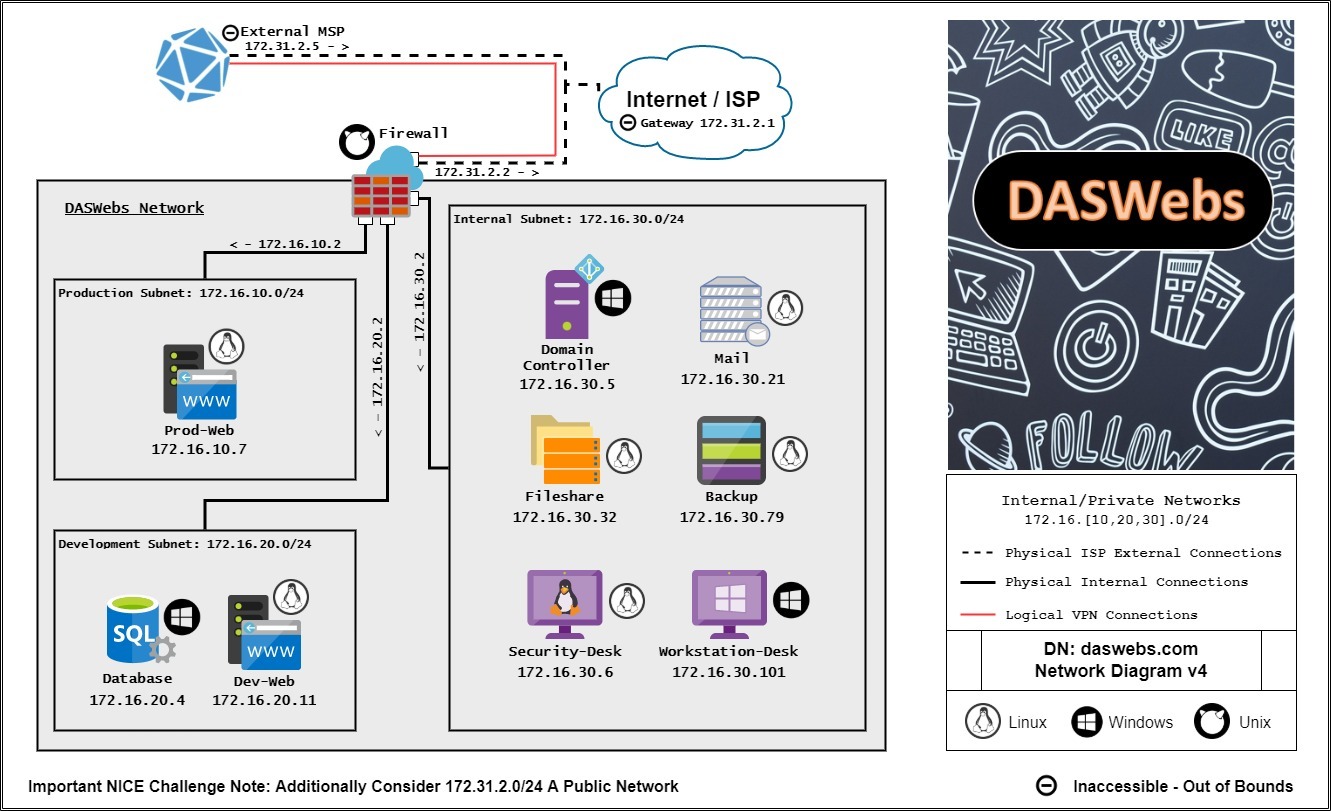 External MSP
172.31.2.5 - >
Internet / ISP
Gateway 172.31.2.1
Firewall
172.31.2.2 - >
DASWebs Network
< - 172.16.10.2
< - 172.16.20.2
< - 172.16.30.2
Production Subnet: 172.16.10.0/24
WWW
Prod-Web
172.16.10.7
Development Subnet: 172.16.20.0/24
SQL
Database
172.16.20.4
WWW
Dev-Web
172.16.20.11
Internal Subnet: 172.16.30.0/24
Domain
Controller
172.16.30.5
Mail
172.16.30.21
Fileshare
172.16.30.32
Backup
172.16.30.79
Security-Desk
172.16.30.6
Workstation-Desk
172.16.30.101
LIKE
@
DASWebs
FOLLOW
Internal/Private Networks
172.16.[10,20,30].0/24
Physical ISP External Connections
Physical Internal Connections
Logical VPN Connections
DN: daswebs.com
Network Diagram v4
Linux
Windows
Unix
Important NICE Challenge Note: Additionally Consider 172.31.2.0/24 A Public Network
Inaccessible - Out of Bounds